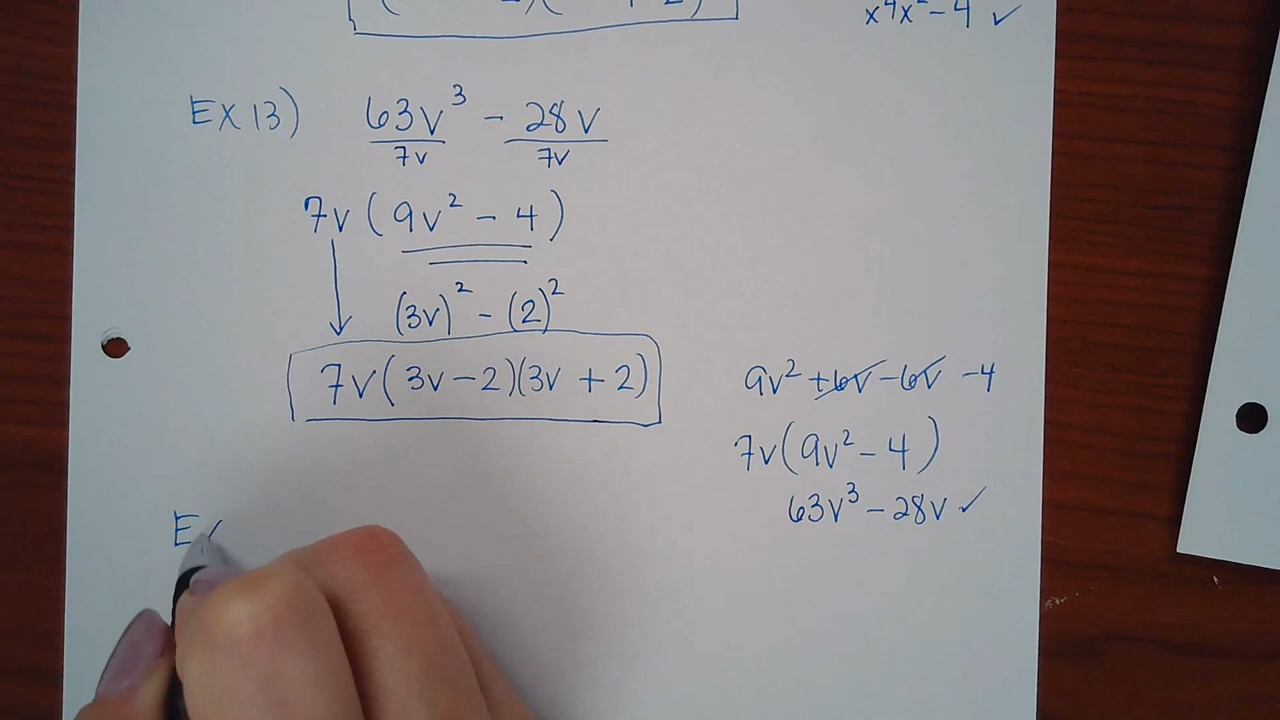 x⁴x²-4 ✓
EX 13) 63v³ - 28v
7v 7v
7v(9v² - 4)
(3v)² - (2)²
7v(3v-2)(3v+2)
9v² +6v -6v -4
7v(9v² - 4)
63v³ - 28v ✓